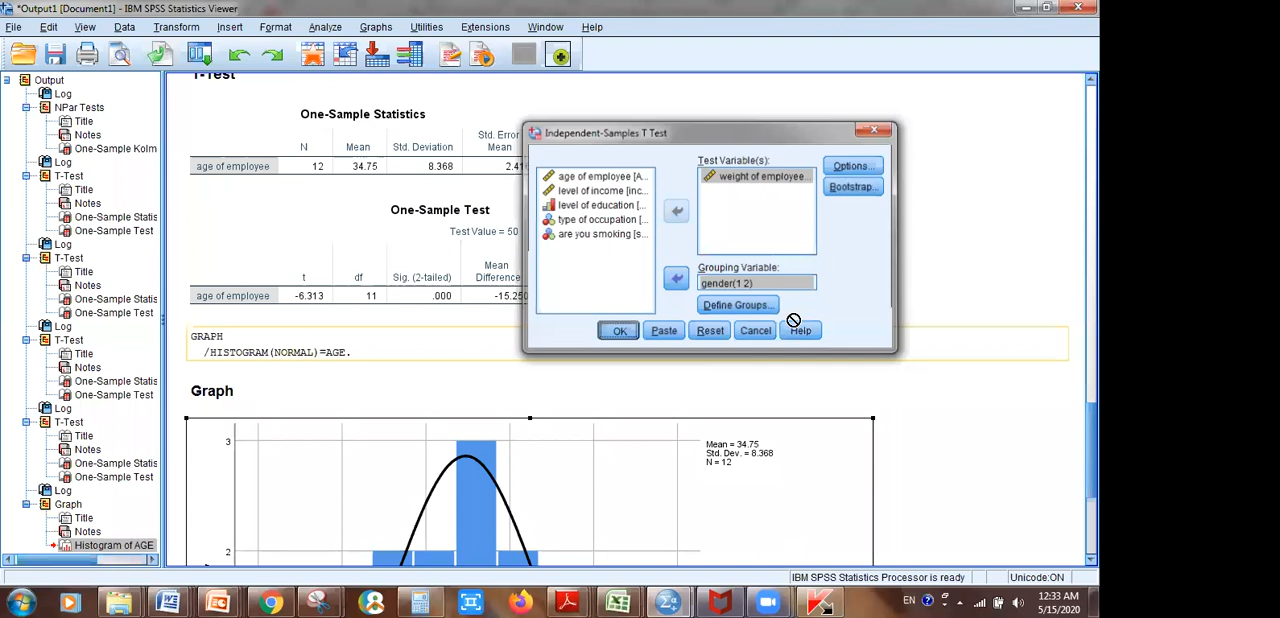 *Output1 [Document1] - IBM SPSS Statistics Viewer
File Edit View Data Transform Insert Format Analyze Graphs Utilities Extensions Window Help
Output
Log
NPar Tests
Title
Notes
One-Sample Kolm
Log
T-Test
Title
Notes
One-Sample Statis
One-Sample Test
Log
T-Test
Title
Notes
One-Sample Statis
One-Sample Test
Log
T-Test
Title
Notes
One-Sample Statis
One-Sample Test
Log
T-Test
Title
Notes
One-Sample Statis
One-Sample Test
Log
Graph
Title
Notes
Histogram of AGE
T-Test
One-Sample Statistics
N Mean Std. Deviation Std. Error Mean
age of employee 12 34.75 8.368 2.41
One-Sample Test
Test Value = 50
t df Sig. (2-tailed) Mean Difference
age of employee -6.313 11 .000 -15.250
GRAPH
/HISTOGRAM(NORMAL)=AGE.
Graph
3
2
Mean = 34.75
Std. Dev. = 8.368
N = 12
Independent-Samples T Test
age of employee [A...
level of income [inc...
level of education [...
type of occupation [...
are you smoking [s...
Test Variable(s):
weight of employee...
Grouping Variable:
gender(1 2)
Define Groups...
Options...
Bootstrap...
OK Paste Reset Cancel Help
IBM SPSS Statistics Processor is ready Unicode:ON
EN 12:33 AM
5/15/2020